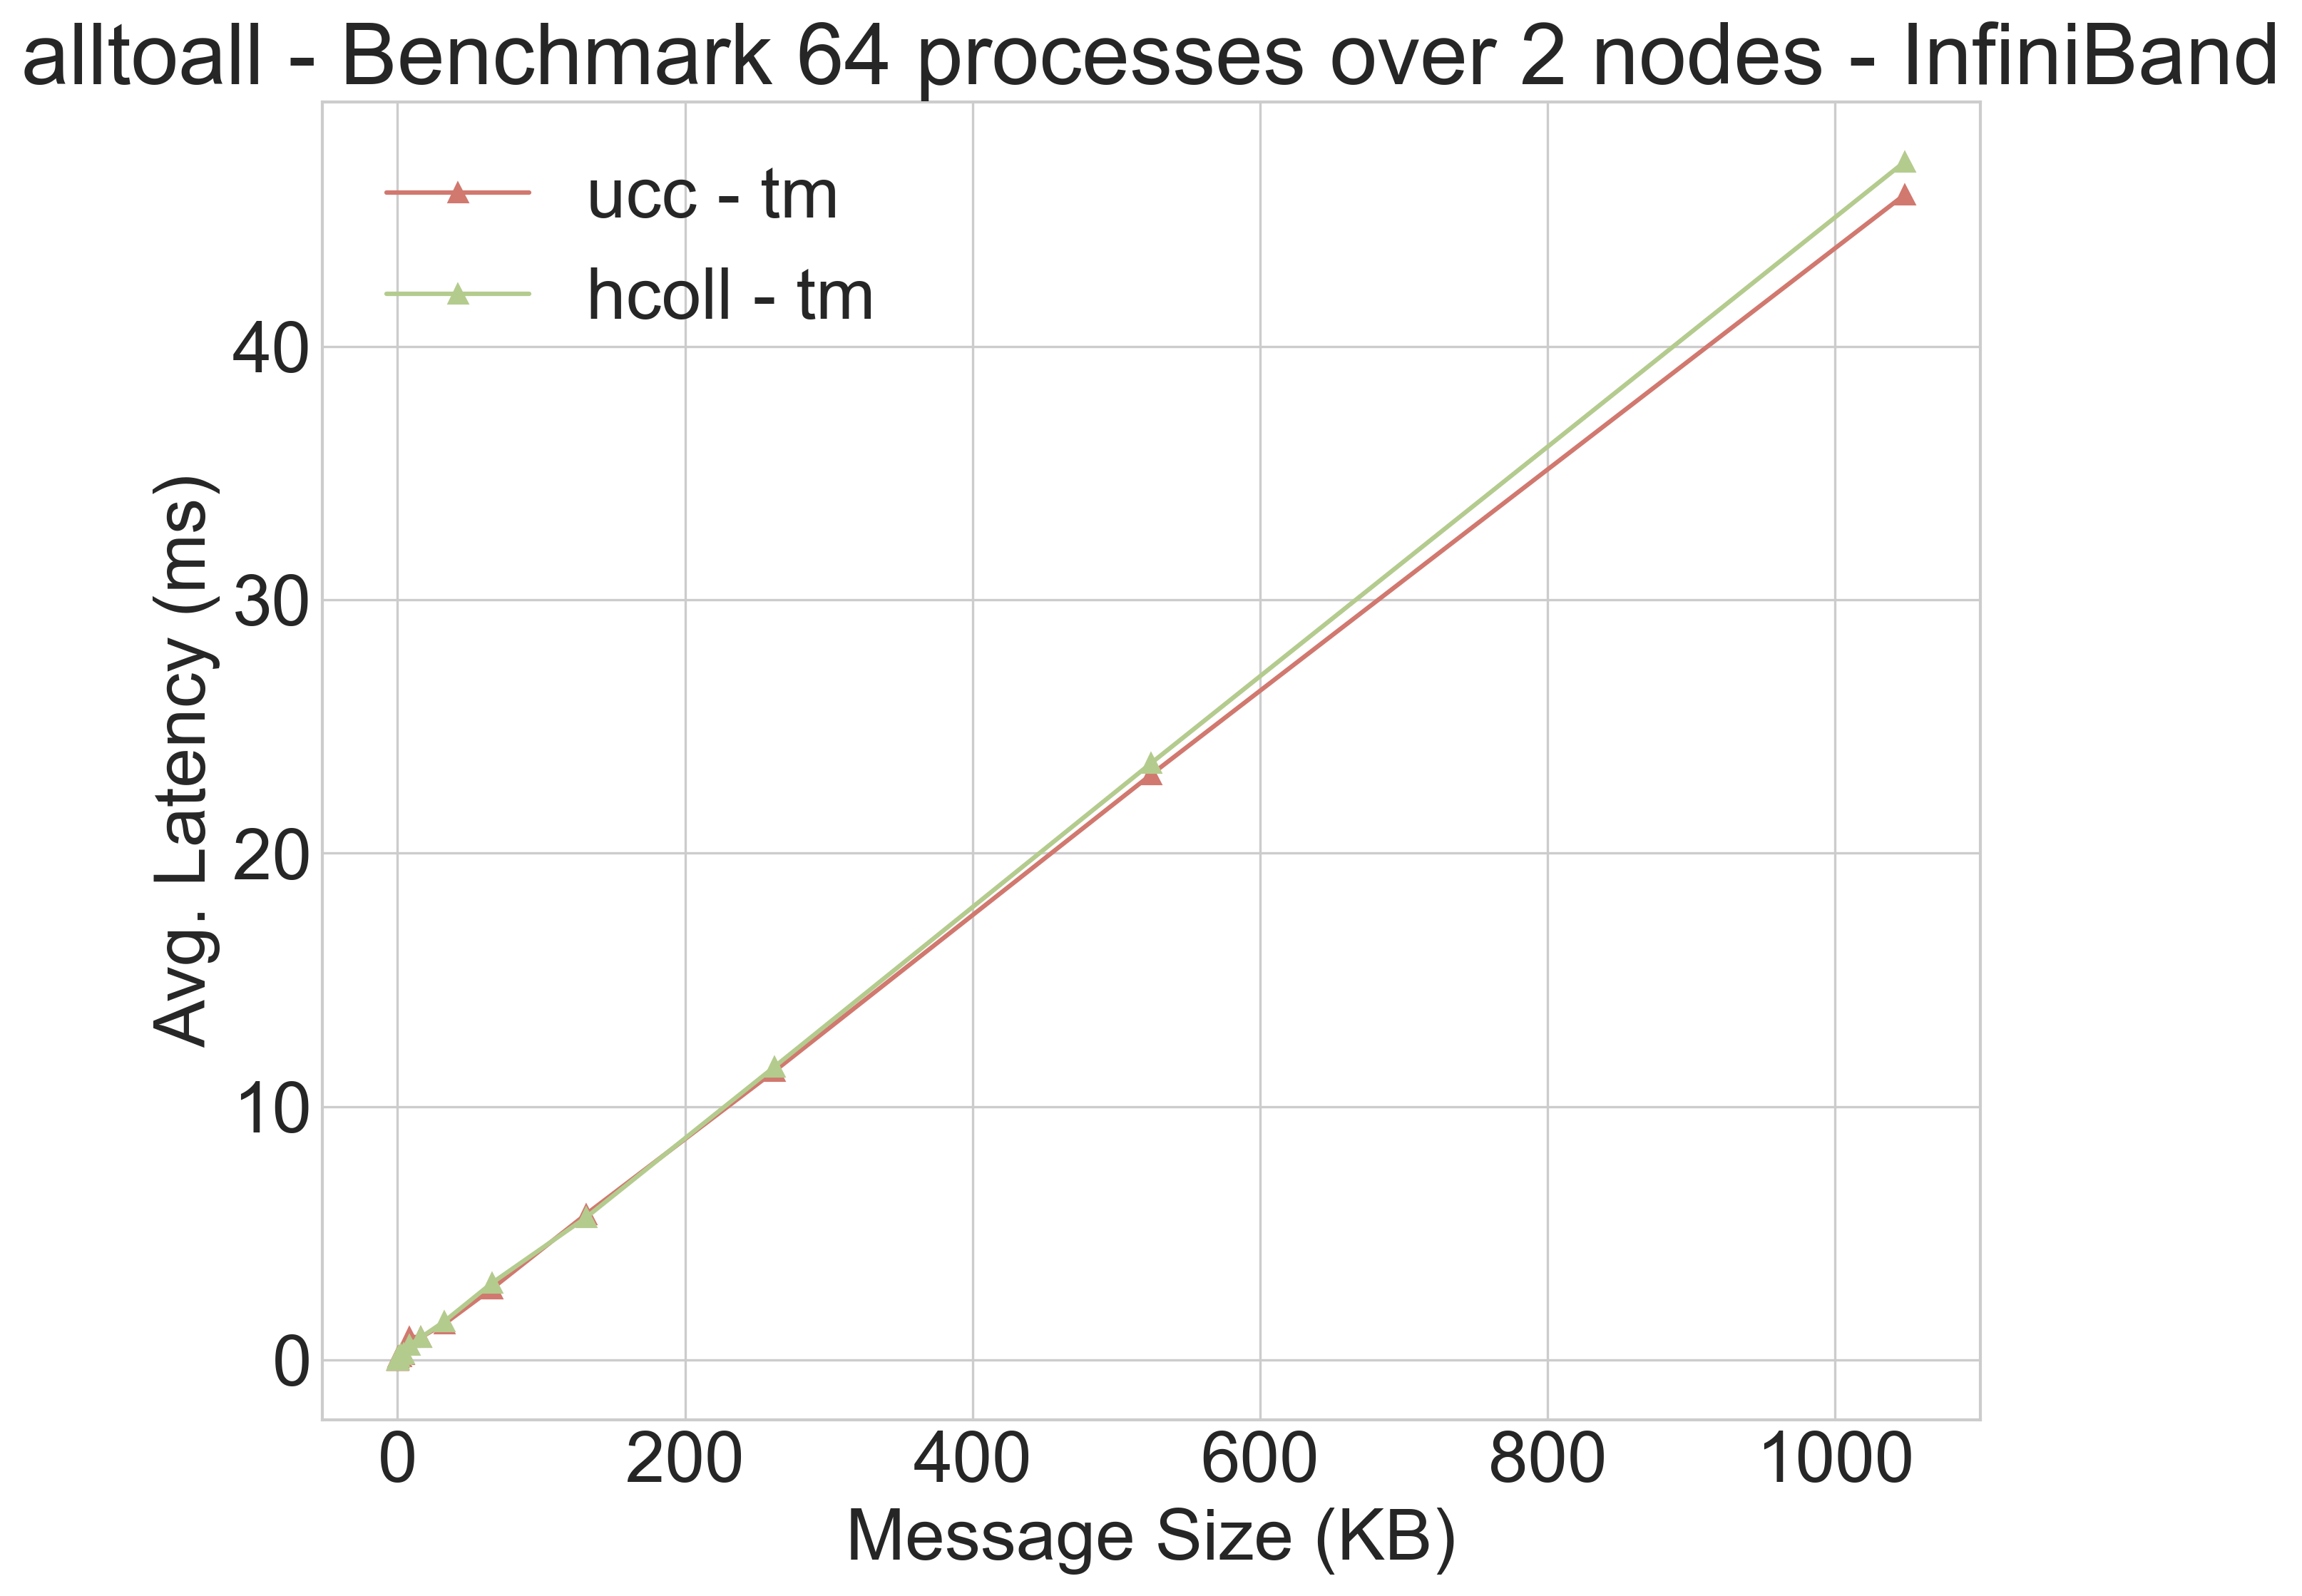 alltoall - Benchmark 64 processes over 2 nodes - InfiniBand
ucc - tm
hcoll - tm
40
30
20
10
0
Avg. Latency (ms)
0 200 400 600 800 1000
Message Size (KB)